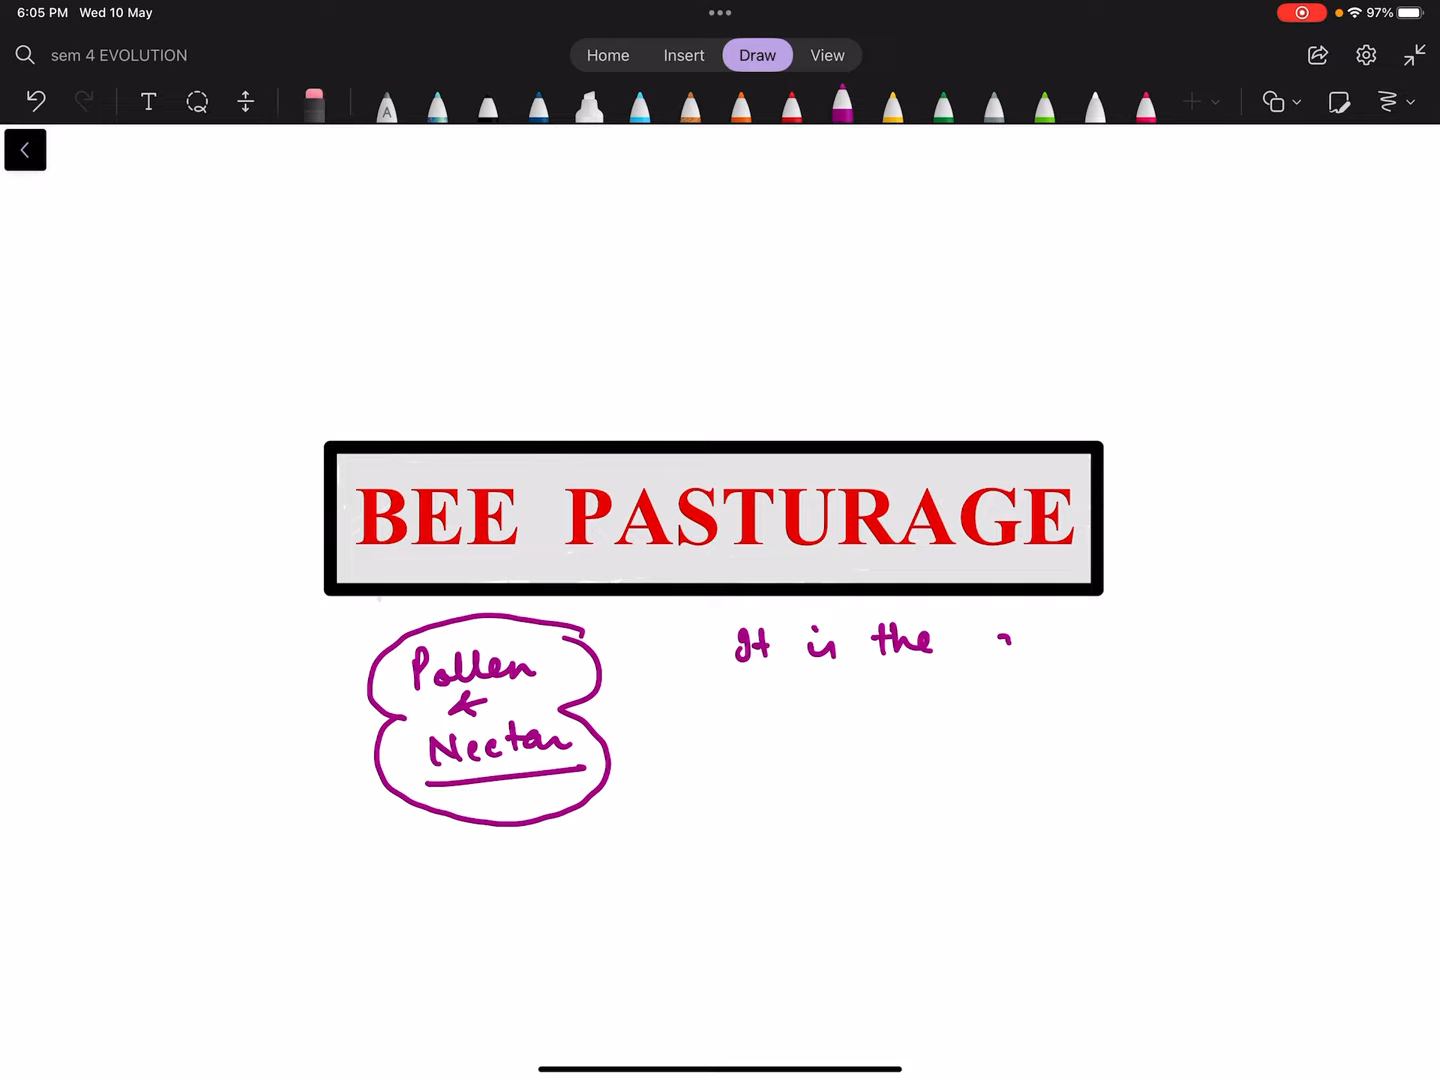 6:05 PM Wed 10 May
97%
sem 4 EVOLUTION
Home Insert Draw View
T
A
BEE PASTURAGE
Pollen
&
Nectar
It is the